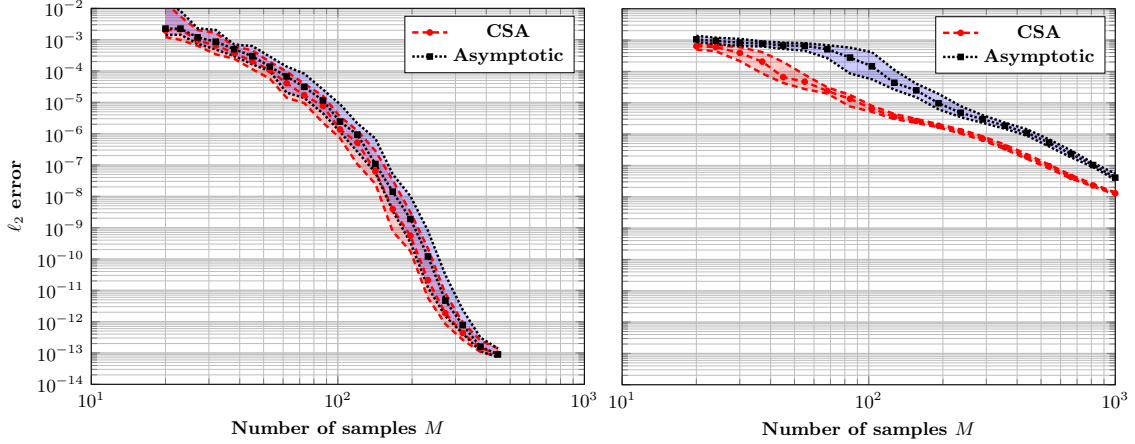 10^−2
10^−3
10^−4
10^−5
10^−6
10^−7
10^−8
10^−9
10^−10
10^−11
10^−12
10^−13
10^−14
ℓ2 error
CSA
Asymptotic
10^1
10^2
10^3
Number of samples M
CSA
Asymptotic
10^1
10^2
10^3
Number of samples M